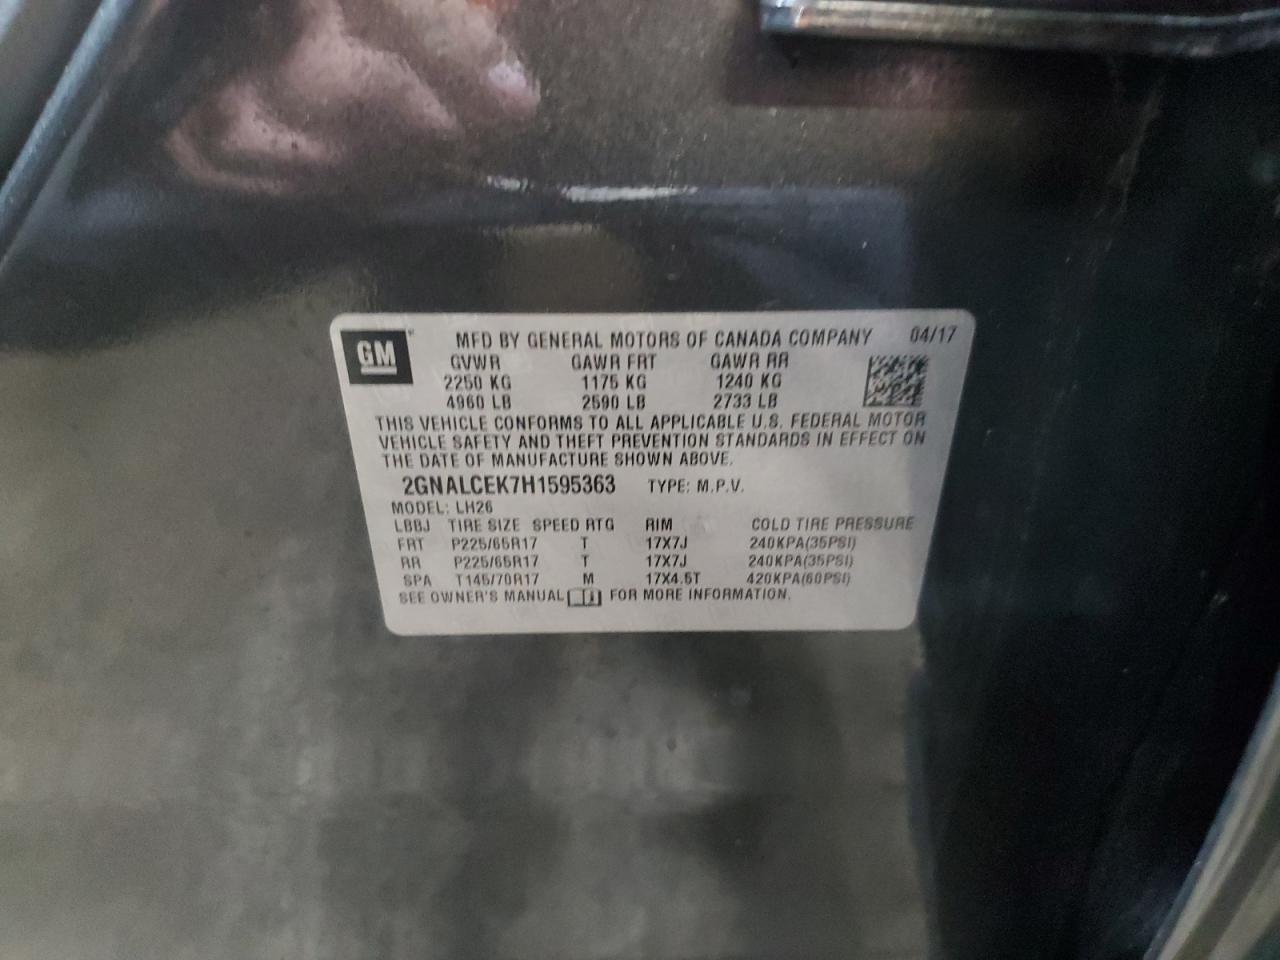 GM MFD BY GENERAL MOTORS OF CANADA COMPANY 04/17
GVWR GAWR FRT GAWR RR
2250 KG 1175 KG 1240 KG
4960 LB 2590 LB 2733 LB
THIS VEHICLE CONFORMS TO ALL APPLICABLE U.S. FEDERAL MOTOR
VEHICLE SAFETY AND THEFT PREVENTION STANDARDS IN EFFECT ON
THE DATE OF MANUFACTURE SHOWN ABOVE.
2GNALCEK7H1595363 TYPE: M.P.V.
MODEL: LH26
LBBJ TIRE SIZE SPEED RTG RIM COLD TIRE PRESSURE
FRT P225/65R17 T 17X7J 240KPA(35PSI)
RR P225/65R17 T 17X7J 240KPA(35PSI)
SPA T145/70R17 M 17X4.5T 420KPA(60PSI)
SEE OWNER'S MANUAL FOR MORE INFORMATION.